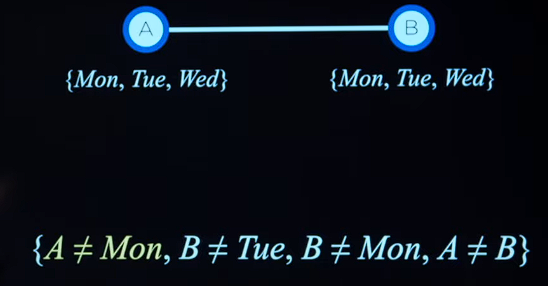 A B
{Mon, Tue, Wed} {Mon, Tue, Wed}
{A ≠ Mon, B ≠ Tue, B ≠ Mon, A ≠ B}